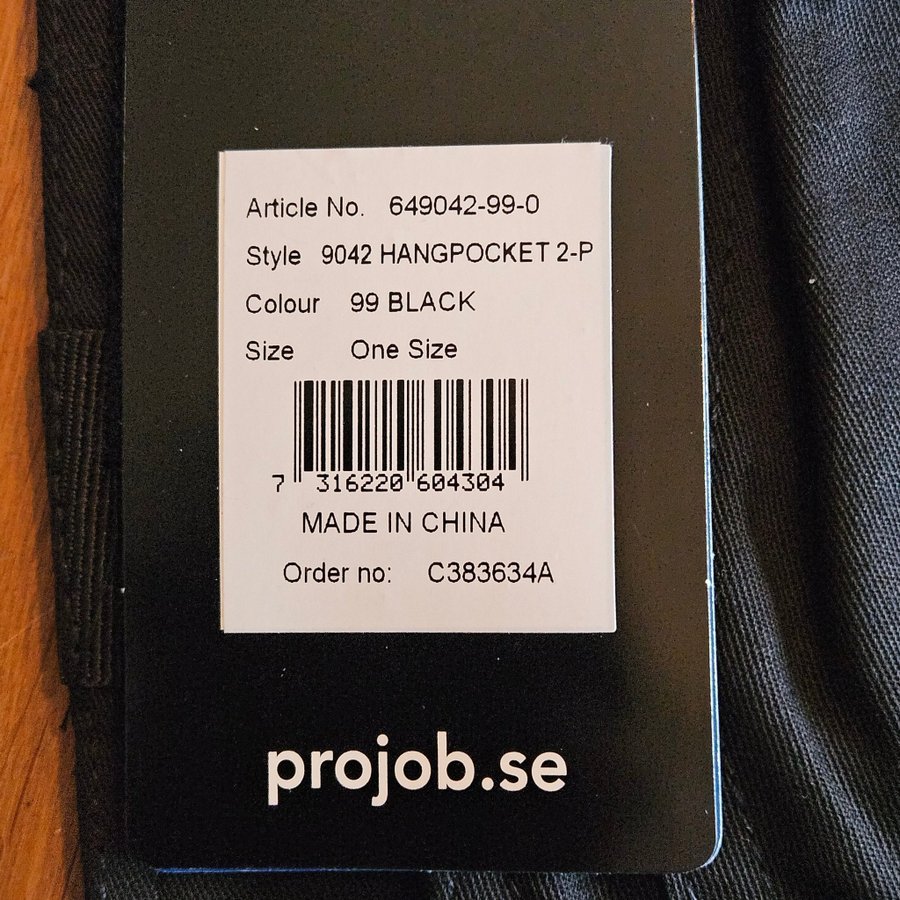 Article No. 649042-99-0
Style 9042 HANGPOCKET 2-P
Colour 99 BLACK
Size One Size
7 316220 604304
MADE IN CHINA
Order no: C383634A
projob.se